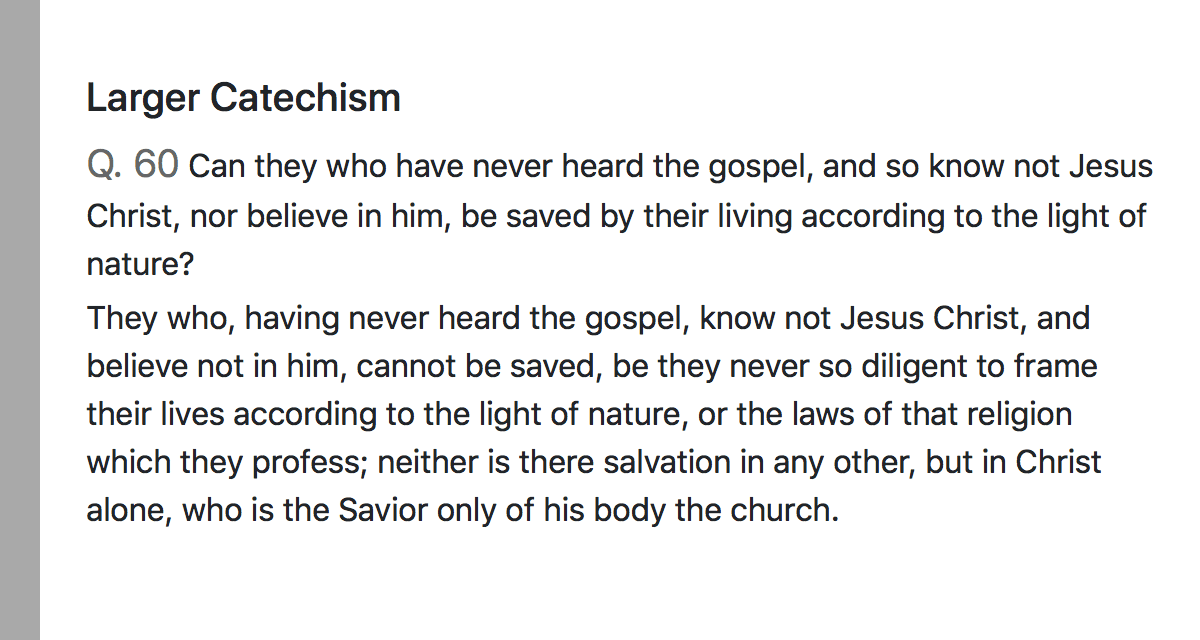 Larger Catechism
Q. 60 Can they who have never heard the gospel, and so know not Jesus
Christ, nor believe in him, be saved by their living according to the light of
nature?
They who, having never heard the gospel, know not Jesus Christ, and
believe not in him, cannot be saved, be they never so diligent to frame
their lives according to the light of nature, or the laws of that religion
which they profess; neither is there salvation in any other, but in Christ
alone, who is the Savior only of his body the church.